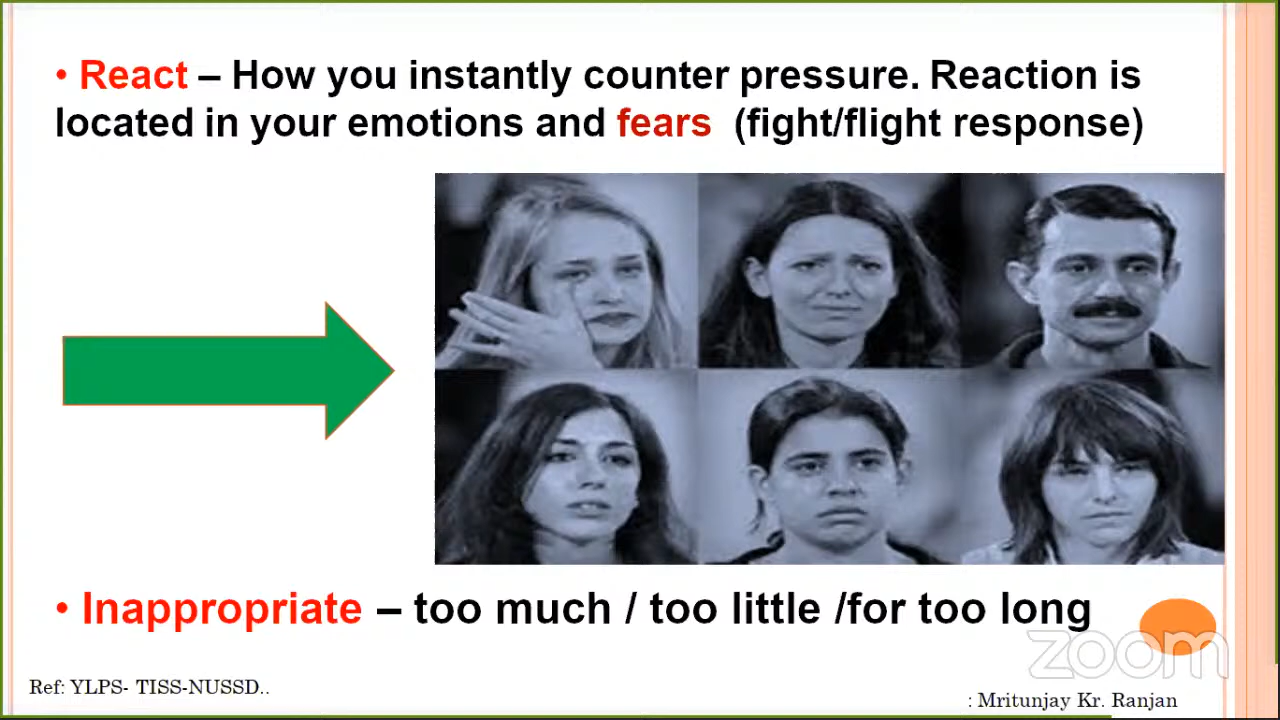 • React – How you instantly counter pressure. Reaction is
located in your emotions and fears (fight/flight response)
• Inappropriate – too much / too little /for too long
zoom
Ref: YLPS- TISS-NUSSD..
: Mritunjay Kr. Ranjan